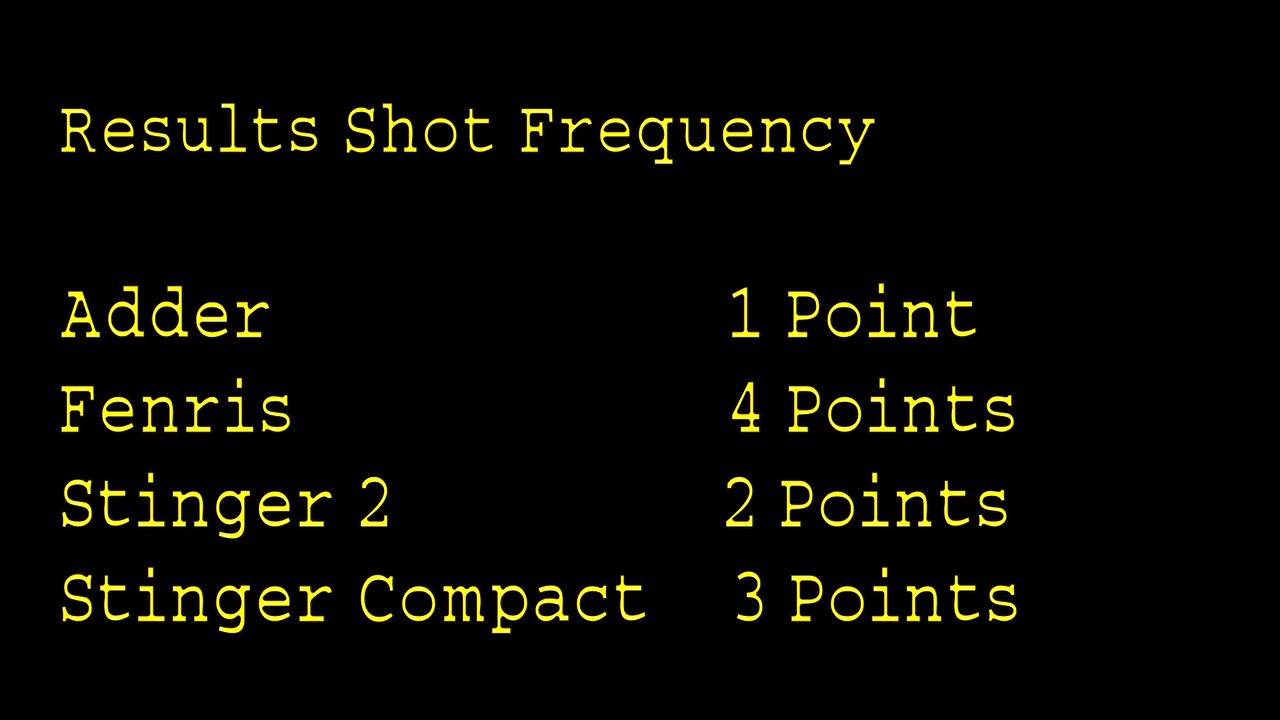 Results Shot Frequency
Adder 1 Point
Fenris 4 Points
Stinger 2 2 Points
Stinger Compact 3 Points